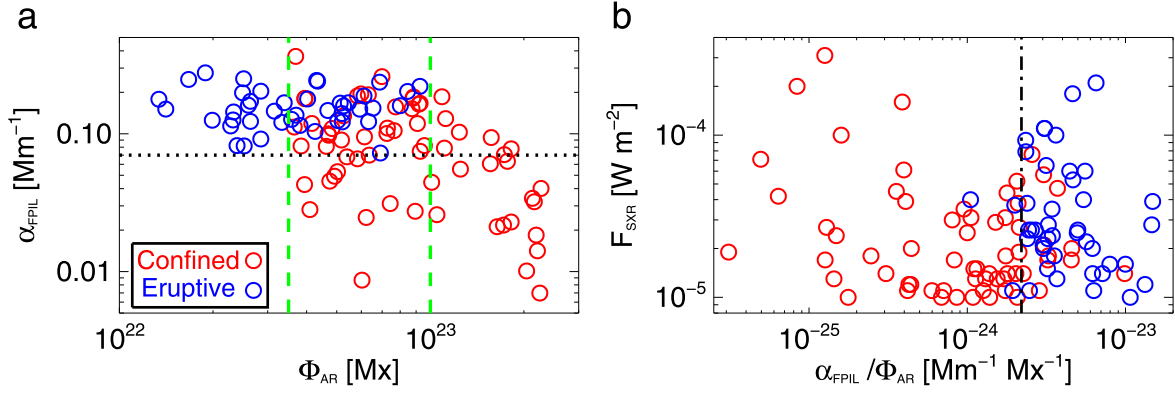 a
α_FPIL [Mm⁻¹]
0.10
0.01
Confined
Eruptive
10²² 10²³
Φ_AR [Mx]
b
F_SXR [W m⁻²]
10⁻⁴
10⁻⁵
10⁻²⁵ 10⁻²⁴ 10⁻²³
α_FPIL /Φ_AR [Mm⁻¹ Mx⁻¹]